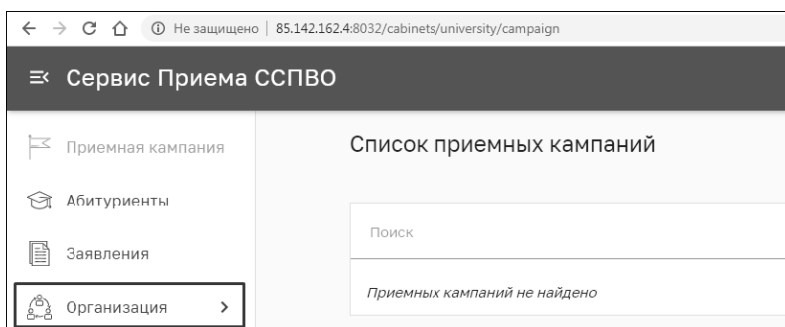 Не защищено | 85.142.162.4:8032/cabinets/university/campaign
Сервис Приема ССПВО
Приемная кампания
Список приемных кампаний
Абитуриенты
Поиск
Заявления
Приемных кампаний не найдено
Организация